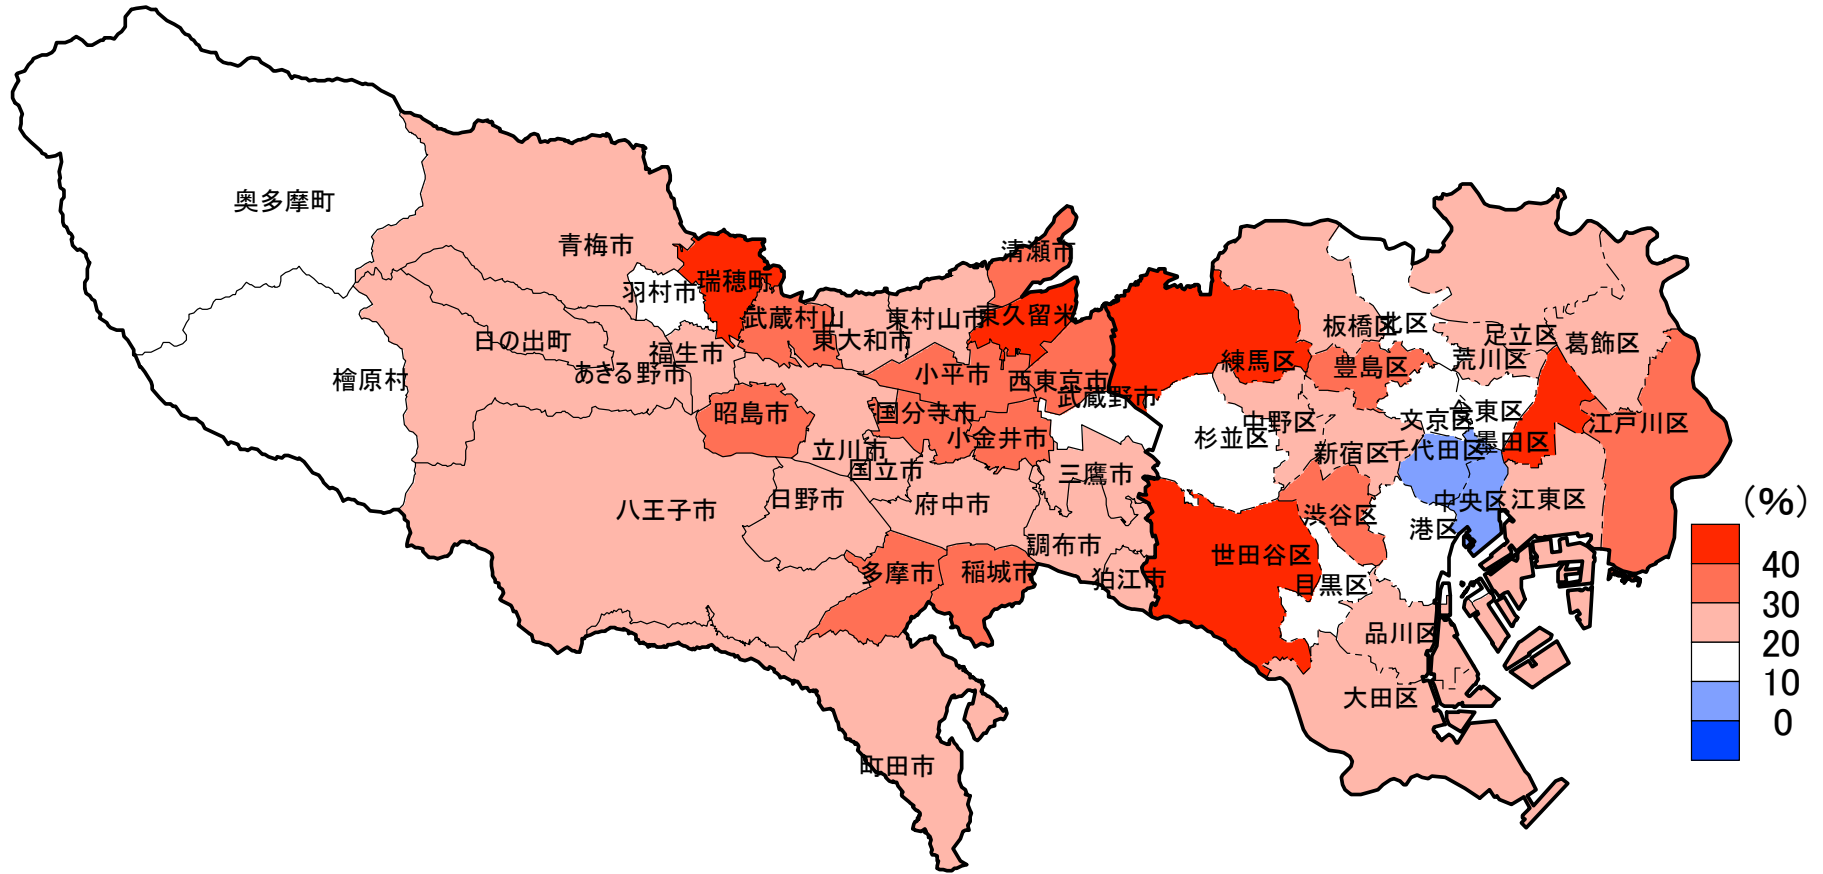 奥多摩町
檜原村
青梅市
日の出町
あきる野市
羽村市
瑞穂町
福生市
武蔵村山
東大和市
東村山市
清瀬市
東久留米
昭島市
立川市
国分寺市
小平市
西東京市
武蔵野市
小金井市
国立市
日野市
府中市
三鷹市
調布市
狛江市
八王子市
多摩市
稲城市
町田市
練馬区
板橋区
北区
豊島区
足立区
荒川区
葛飾区
江戸川区
杉並区
中野区
新宿区
文京区
台東区
墨田区
千代田区
中央区
江東区
港区
渋谷区
世田谷区
目黒区
品川区
大田区
(%)
40
30
20
10
0